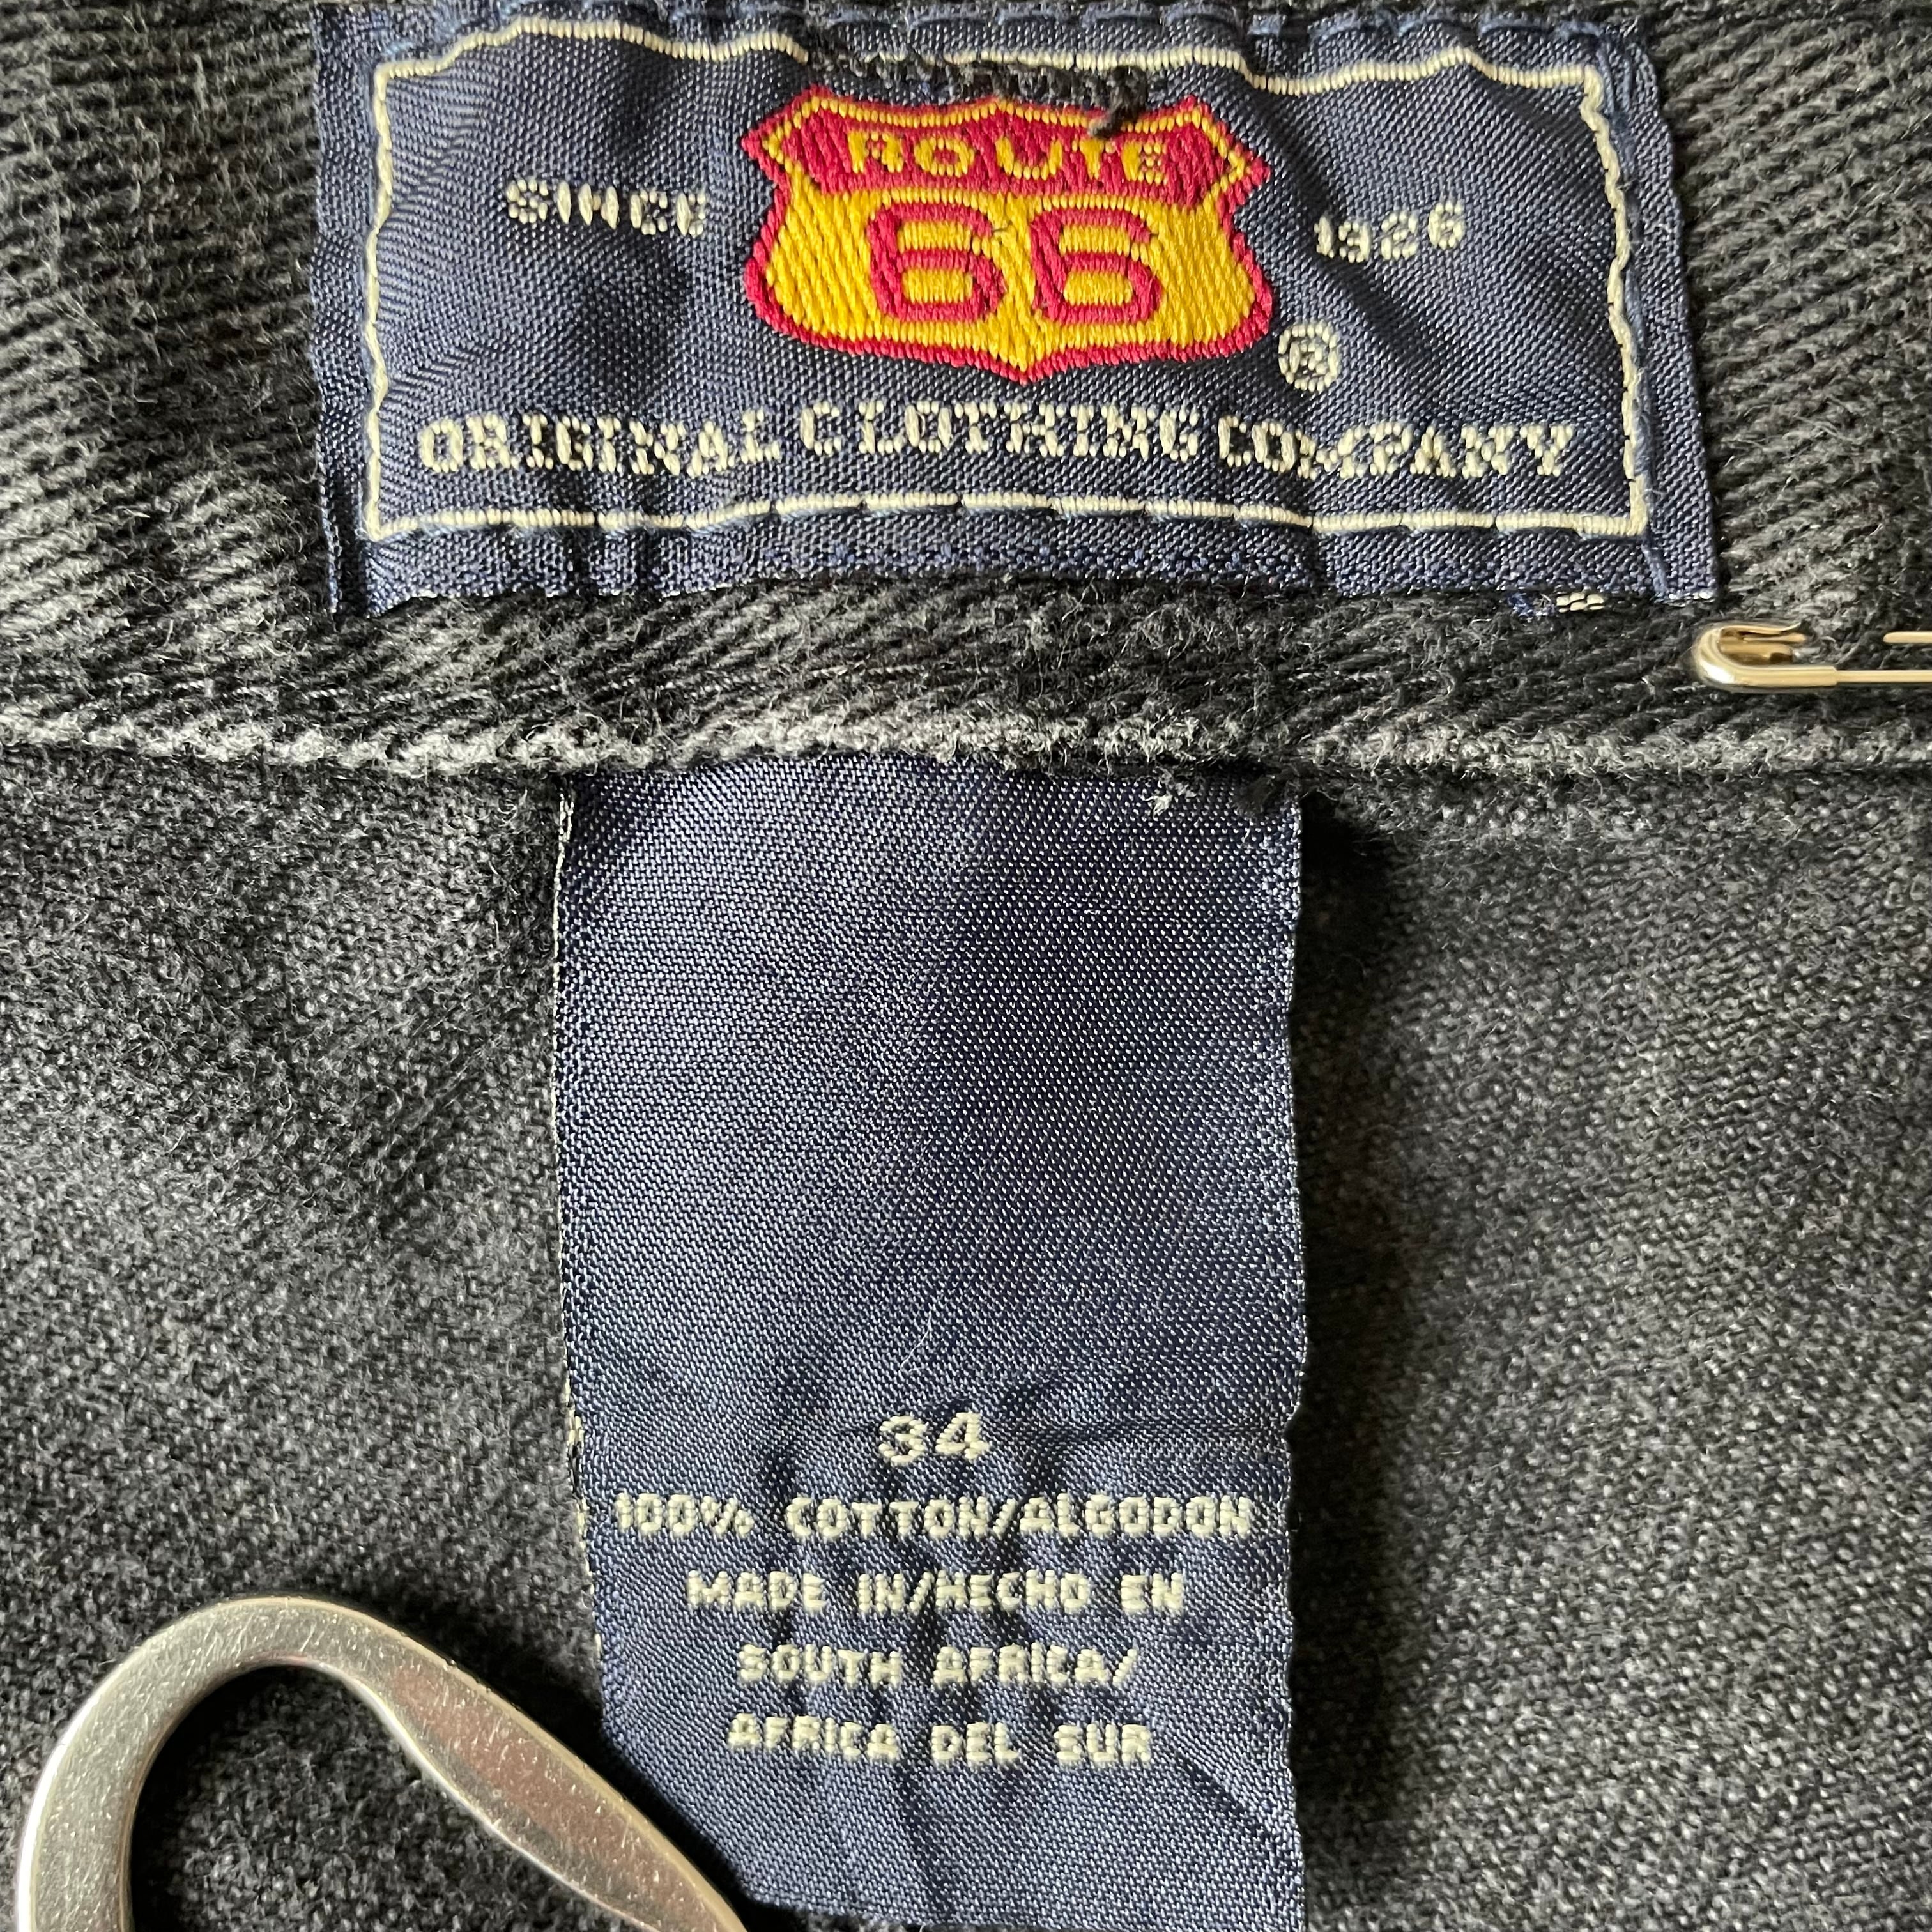 ROUTE
SINCE 66 1926
®
ORIGINAL CLOTHING COMPANY
34
100% COTTON/ALGODON
MADE IN/HECHO EN
SOUTH AFRICA/
AFRICA DEL SUR